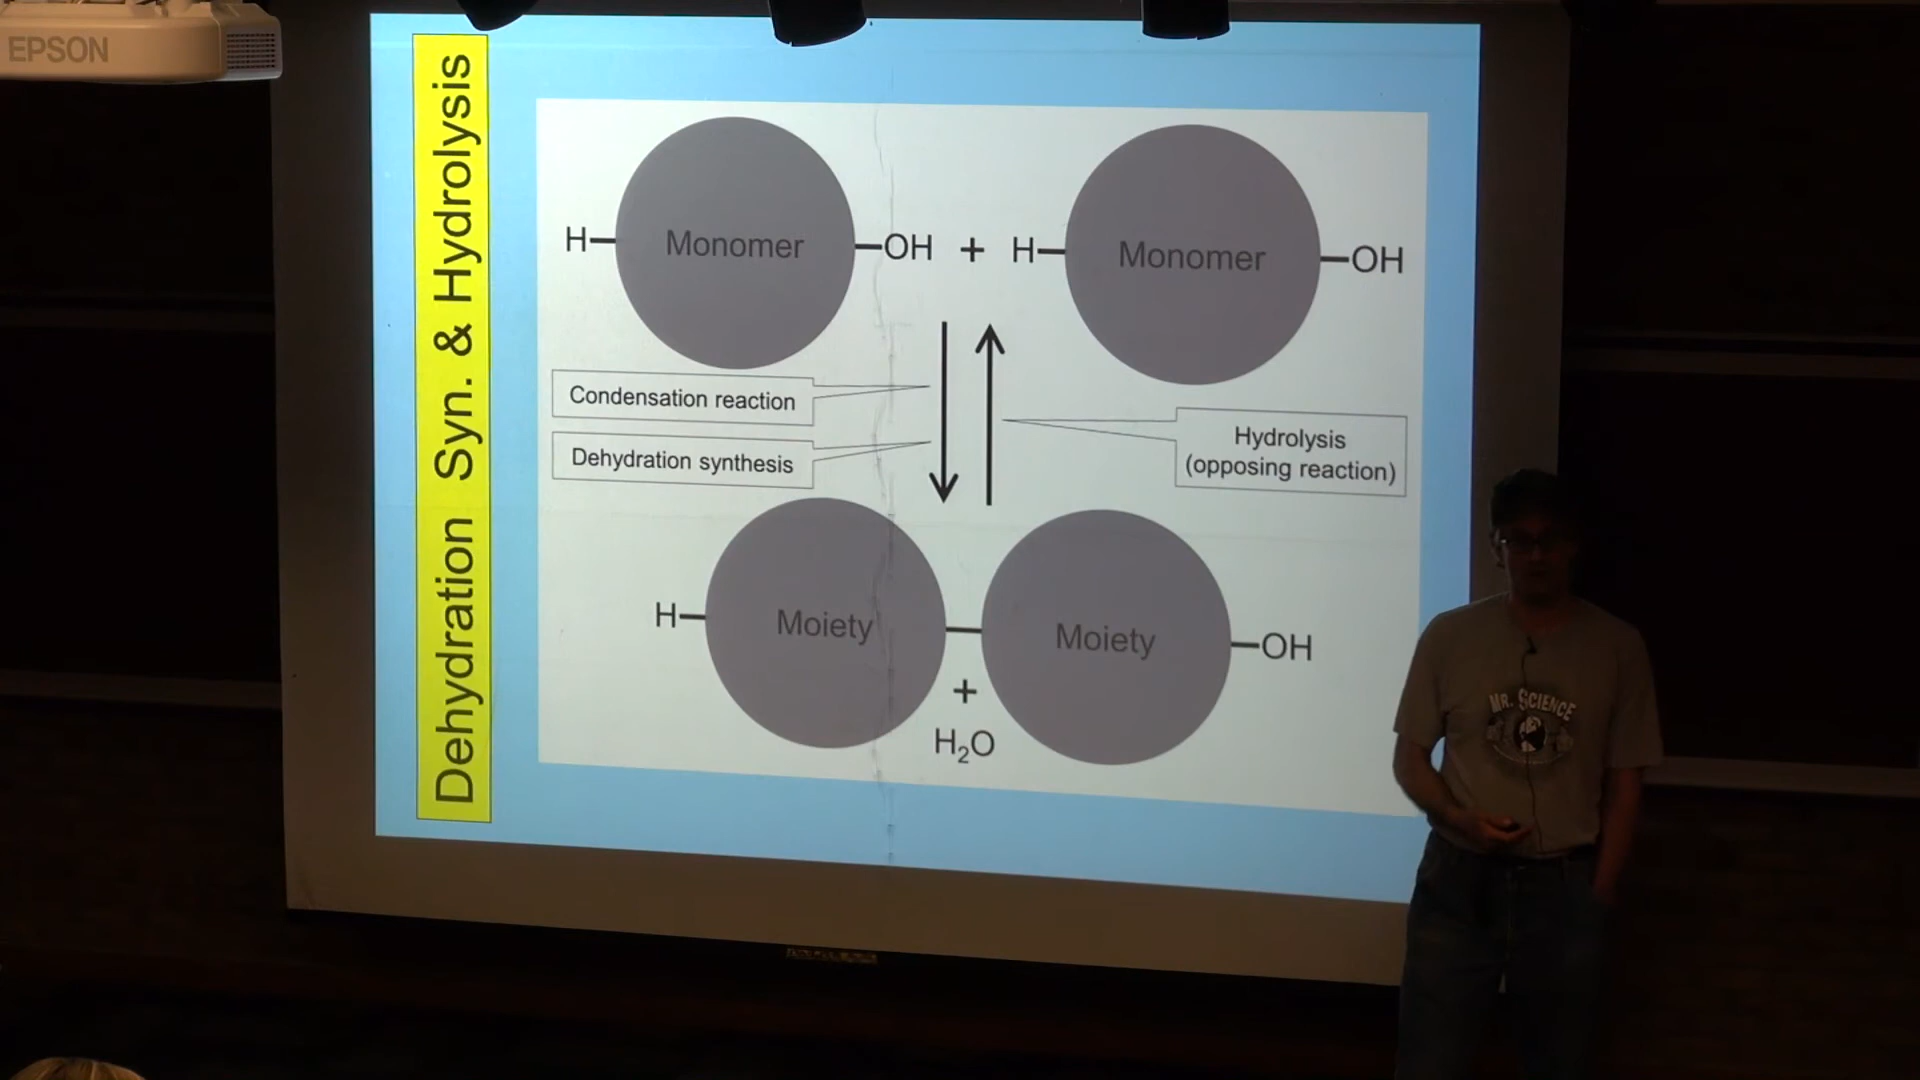 EPSON
Dehydration Syn. & Hydrolysis
H
Monomer
OH + H
Monomer
OH
Condensation reaction
Dehydration synthesis
Hydrolysis
(opposing reaction)
H
Moiety
Moiety
OH
+
H₂O
MR. SCIENCE